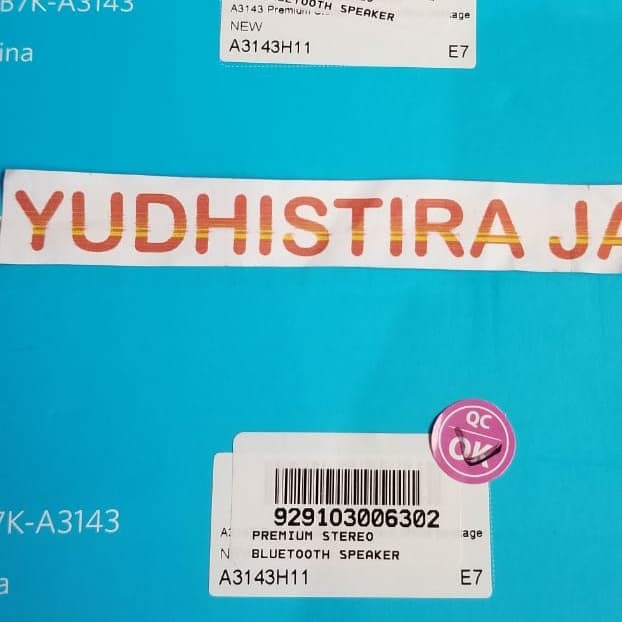 B7K-A3143
ina
BLUETOOTH SPEAKER
A3143 Premium
age
NEW
A3143H11
E7
YUDHISTIRA JA
QC
OK
929103006302
PREMIUM STEREO
age
BLUETOOTH SPEAKER
7K-A3143
A3143H11
E7
a